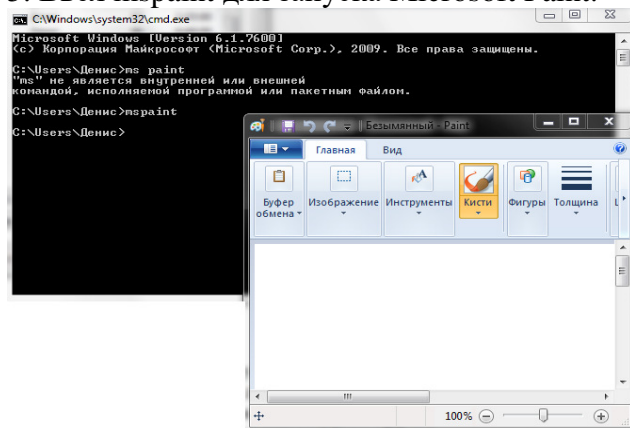 C:\Windows\system32\cmd.exe
Microsoft Windows [Version 6.1.7600]
(c) Корпорация Майкрософт (Microsoft Corp.), 2009. Все права защищены.
C:\Users\Денис>ms paint
"ms" не является внутренней или внешней
командой, исполняемой программой или пакетным файлом.
C:\Users\Денис>mspaint
C:\Users\Денис>
Безымянный - Paint
Главная Вид
Буфер обмена Изображение Инструменты Кисти Фигуры Толщина
100%